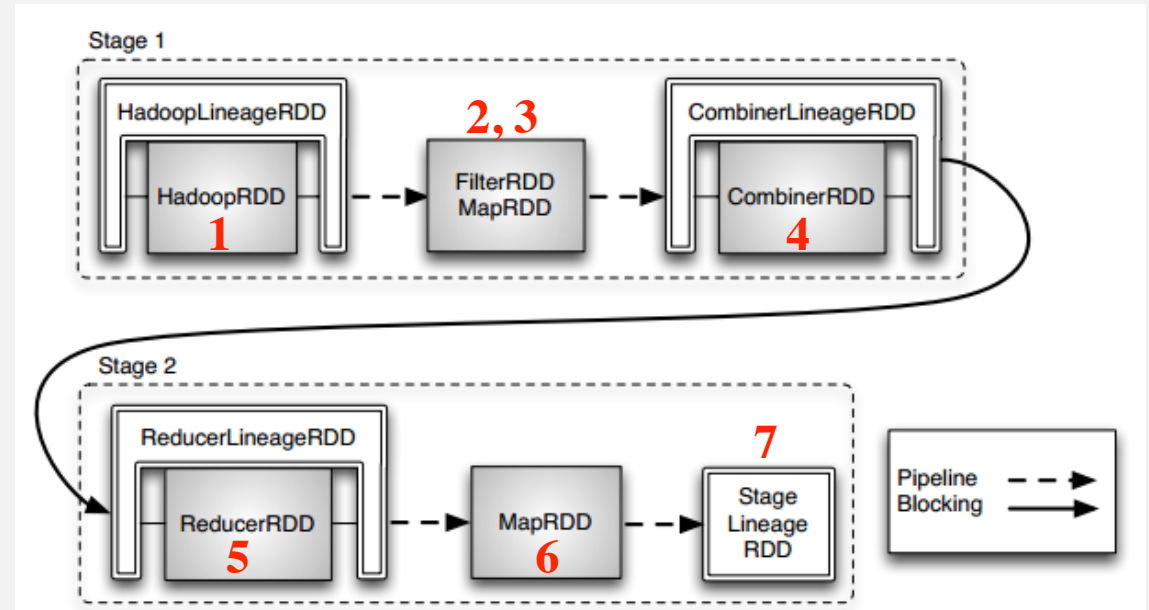 Stage 1
HadoopLineageRDD
2, 3
CombinerLineageRDD
HadoopRDD
1
FilterRDD
MapRDD
CombinerRDD
4
Stage 2
ReducerLineageRDD
7
ReducerRDD
5
MapRDD
6
Stage
Lineage
RDD
Pipeline
Blocking